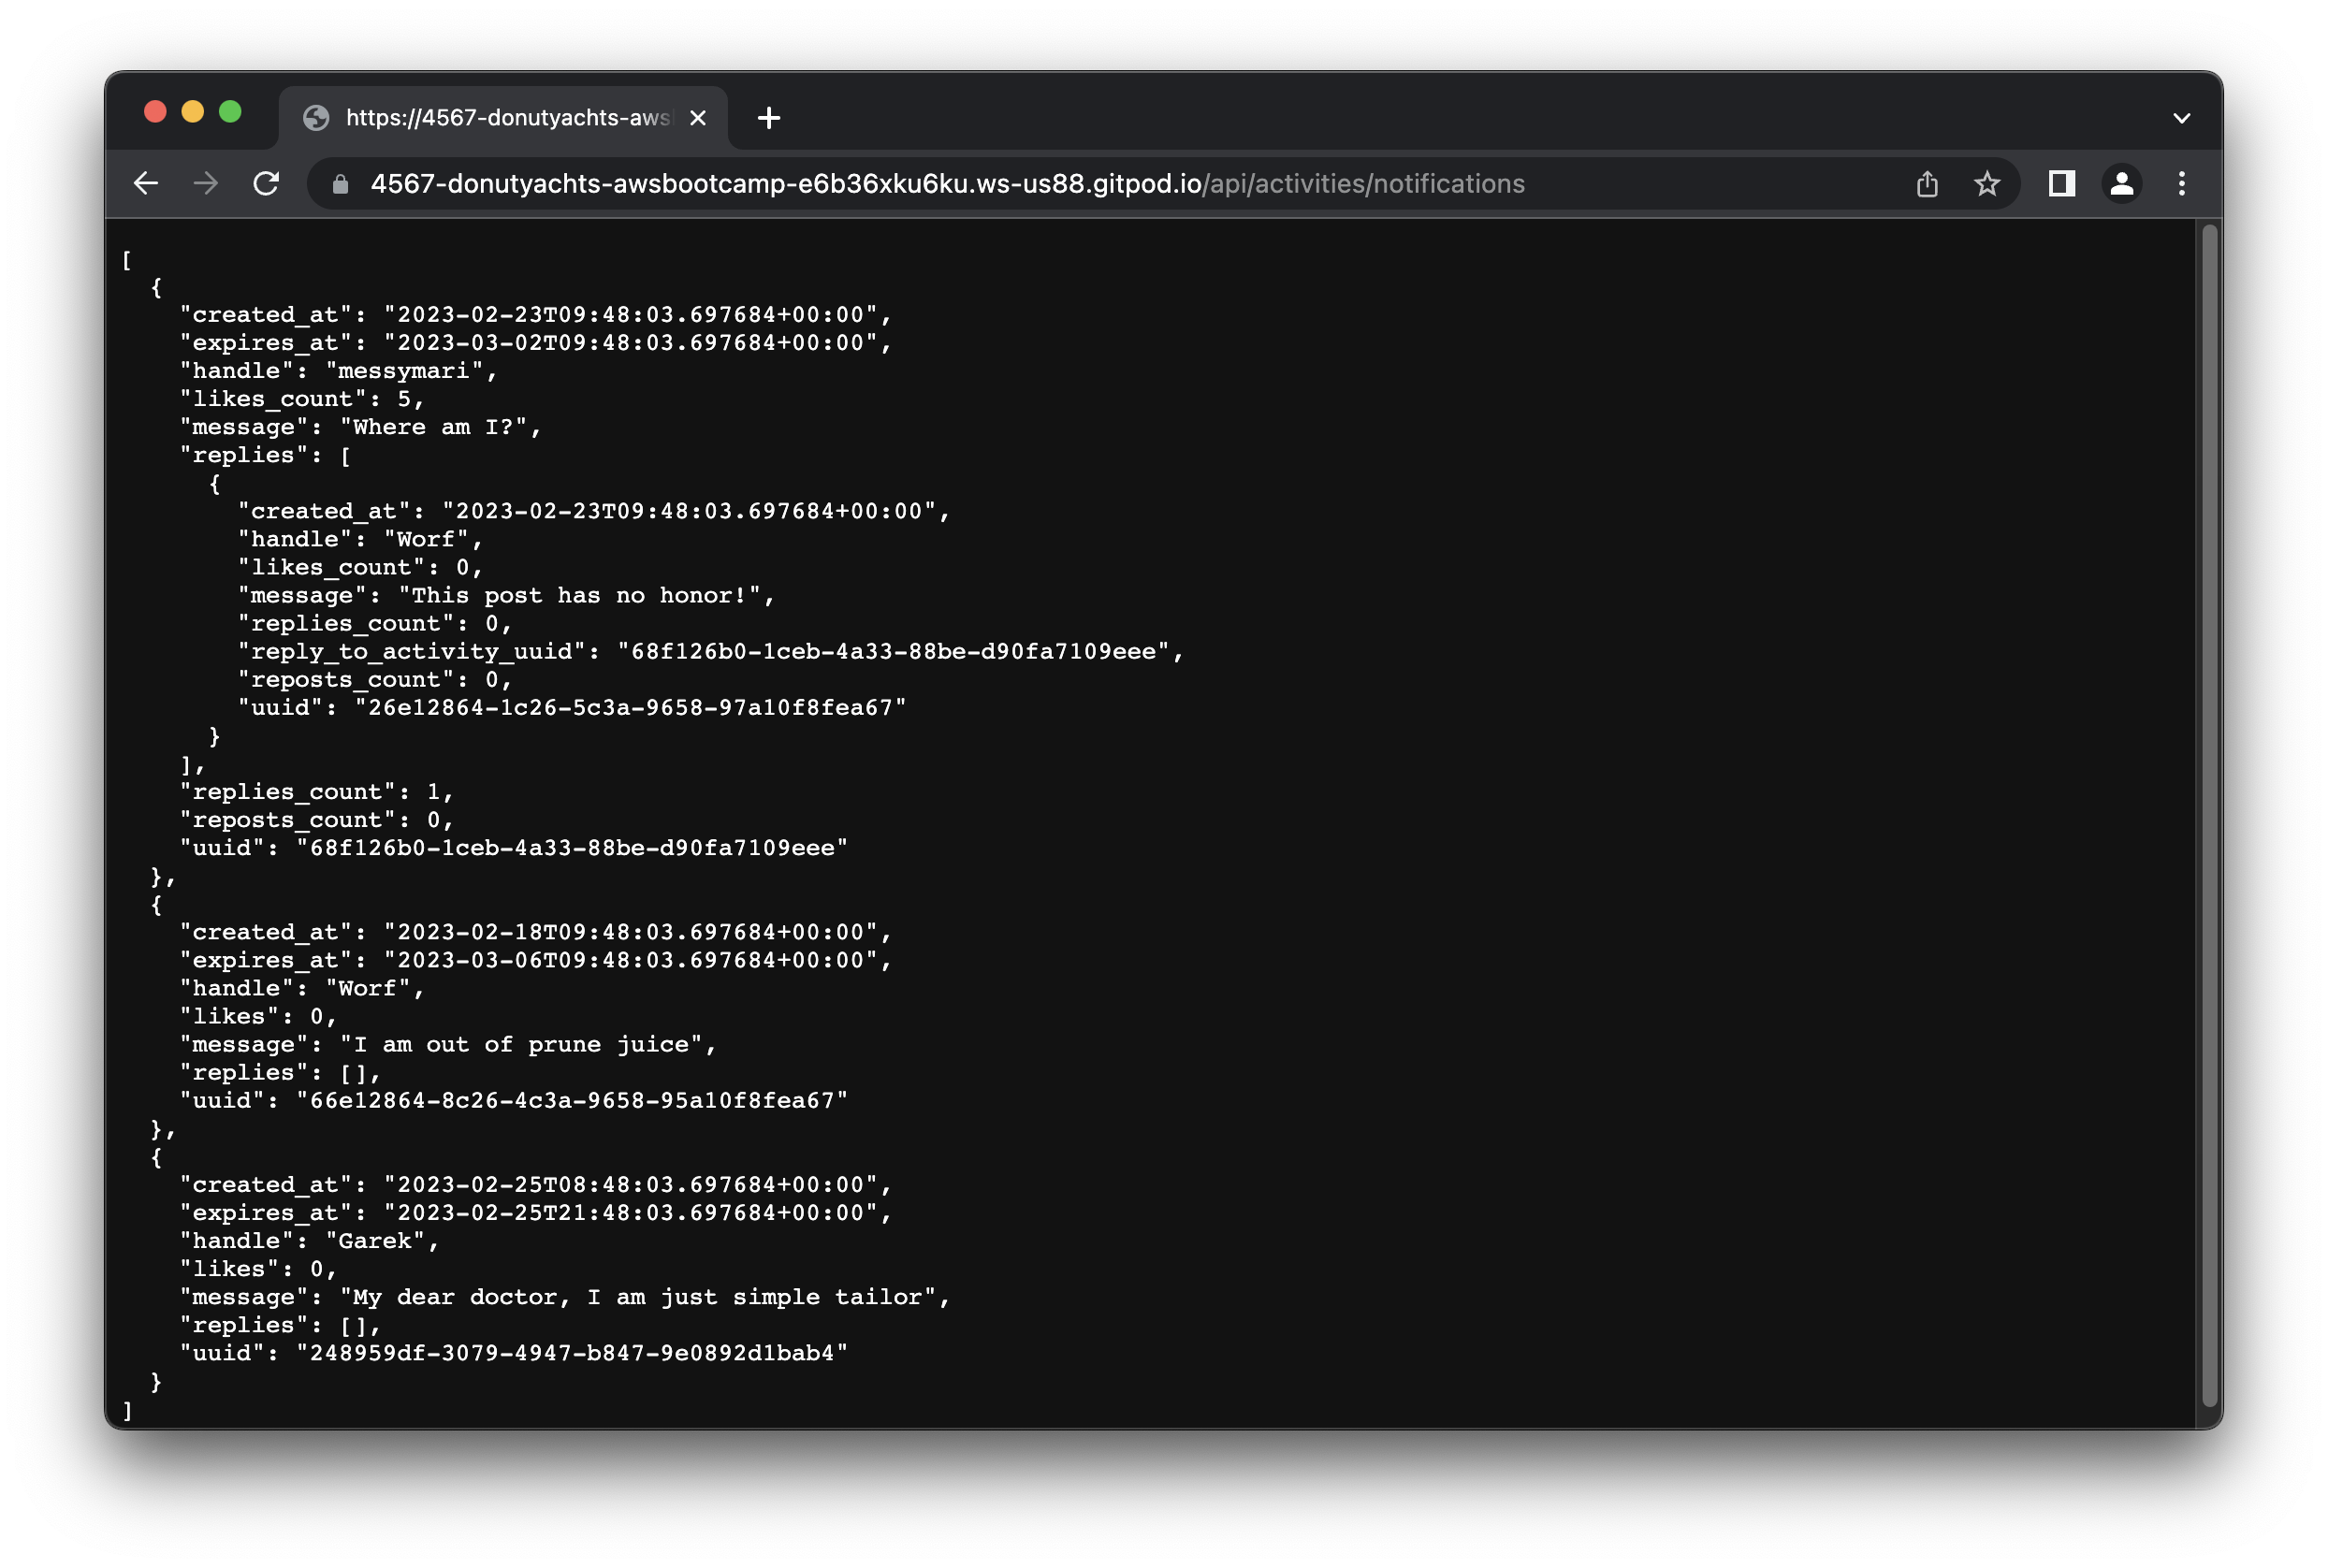 https://4567-donutyachts-aws
4567-donutyachts-awsbootcamp-e6b36xku6ku.ws-us88.gitpod.io/api/activities/notifications
[
  {
    "created_at": "2023-02-23T09:48:03.697684+00:00",
    "expires_at": "2023-03-02T09:48:03.697684+00:00",
    "handle": "messymari",
    "likes_count": 5,
    "message": "Where am I?",
    "replies": [
      {
        "created_at": "2023-02-23T09:48:03.697684+00:00",
        "handle": "Worf",
        "likes_count": 0,
        "message": "This post has no honor!",
        "replies_count": 0,
        "reply_to_activity_uuid": "68f126b0-1ceb-4a33-88be-d90fa7109eee",
        "reposts_count": 0,
        "uuid": "26e12864-1c26-5c3a-9658-97a10f8fea67"
      }
    ],
    "replies_count": 1,
    "reposts_count": 0,
    "uuid": "68f126b0-1ceb-4a33-88be-d90fa7109eee"
  },
  {
    "created_at": "2023-02-18T09:48:03.697684+00:00",
    "expires_at": "2023-03-06T09:48:03.697684+00:00",
    "handle": "Worf",
    "likes": 0,
    "message": "I am out of prune juice",
    "replies": [],
    "uuid": "66e12864-8c26-4c3a-9658-95a10f8fea67"
  },
  {
    "created_at": "2023-02-25T08:48:03.697684+00:00",
    "expires_at": "2023-02-25T21:48:03.697684+00:00",
    "handle": "Garek",
    "likes": 0,
    "message": "My dear doctor, I am just simple tailor",
    "replies": [],
    "uuid": "248959df-3079-4947-b847-9e0892d1bab4"
  }
]